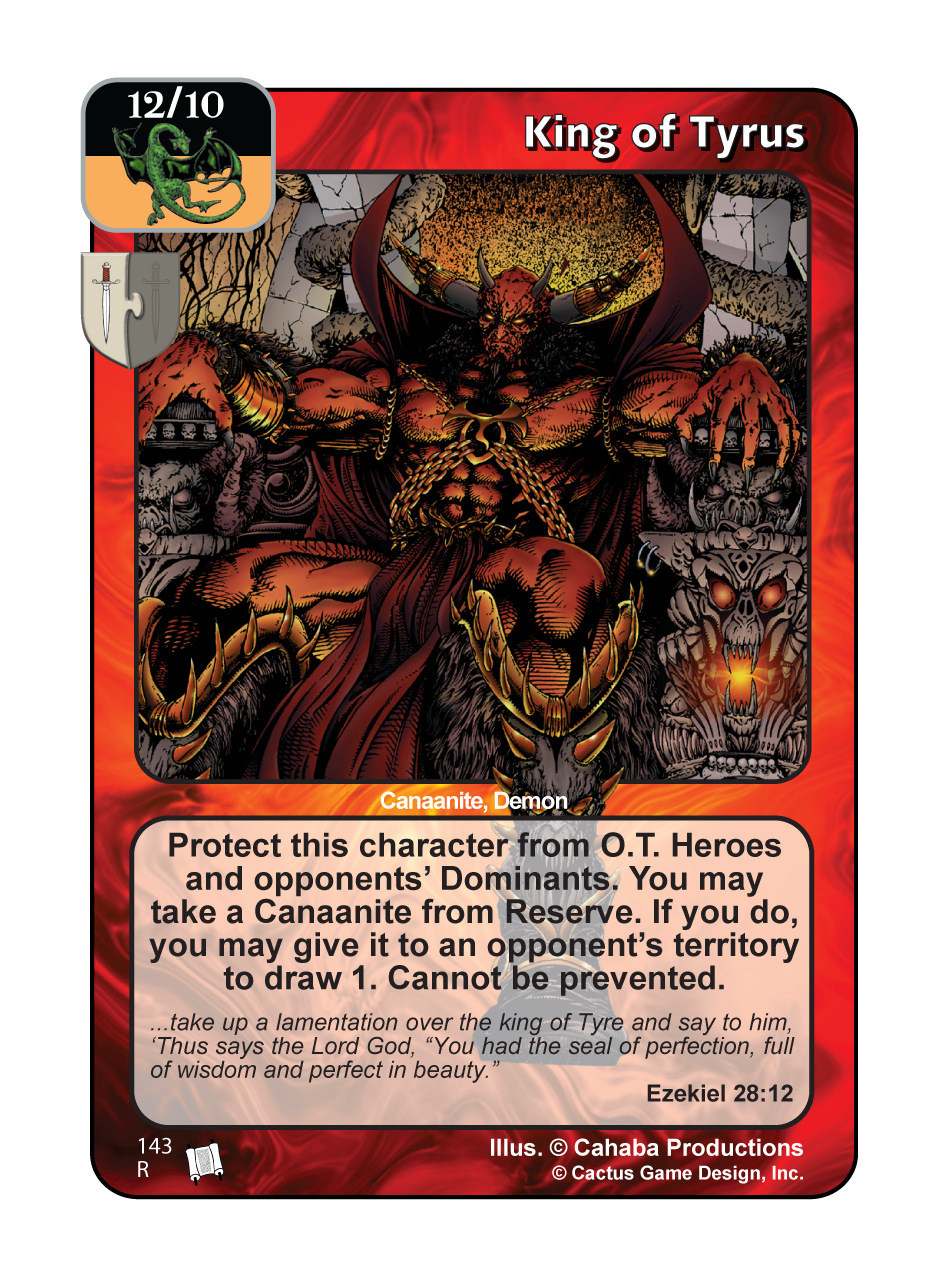 12/10
King of Tyrus
Canaanite, Demon
Protect this character from O.T. Heroes
and opponents’ Dominants. You may
take a Canaanite from Reserve. If you do,
you may give it to an opponent’s territory
to draw 1. Cannot be prevented.
...take up a lamentation over the king of Tyre and say to him,
‘Thus says the Lord God, “You had the seal of perfection, full
of wisdom and perfect in beauty.”
Ezekiel 28:12
143
R
Illus. © Cahaba Productions
© Cactus Game Design, Inc.